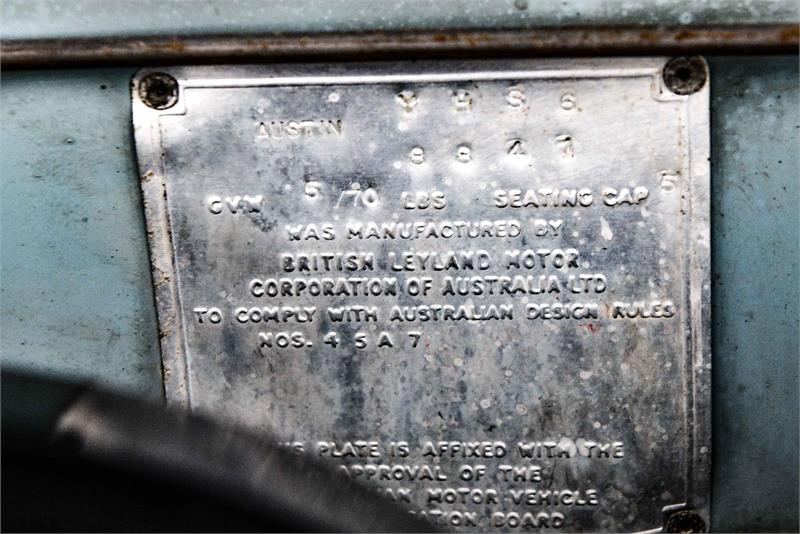 Y H S 6
AUSTIN
8 8 4 7
GVW 5/70 LBS SEATING CAP 5
WAS MANUFACTURED BY
BRITISH LEYLAND MOTOR
CORPORATION OF AUSTRALIA LTD
TO COMPLY WITH AUSTRALIAN DESIGN RULES
NOS. 4 5 A 7
PLATE IS AFFIXED WITH THE
APPROVAL OF THE
MOTOR VEHICLE
BOARD